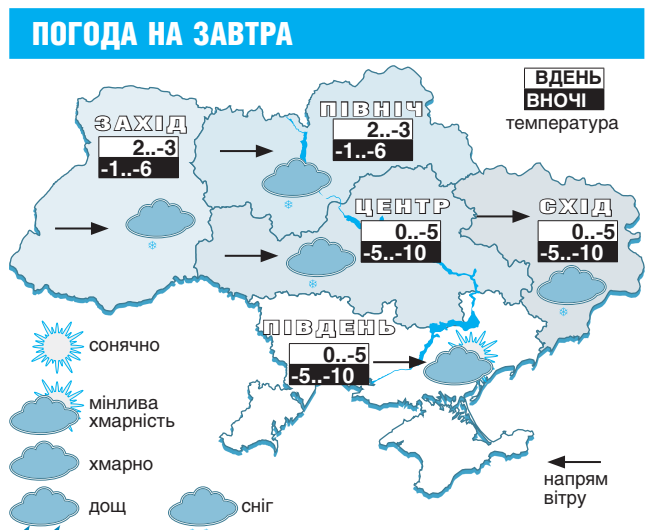 ПОГОДА НА ЗАВТРА
ВДЕНЬ
ВНОЧІ
температура
ЗАХІД
2..-3
-1..-6
ПІВНІЧ
2..-3
-1..-6
ЦЕНТР
0..-5
-5..-10
СХІД
0..-5
-5..-10
ПІВДЕНЬ
0..-5
-5..-10
сонячно
мінлива
хмарність
хмарно
дощ
сніг
напрям
вітру